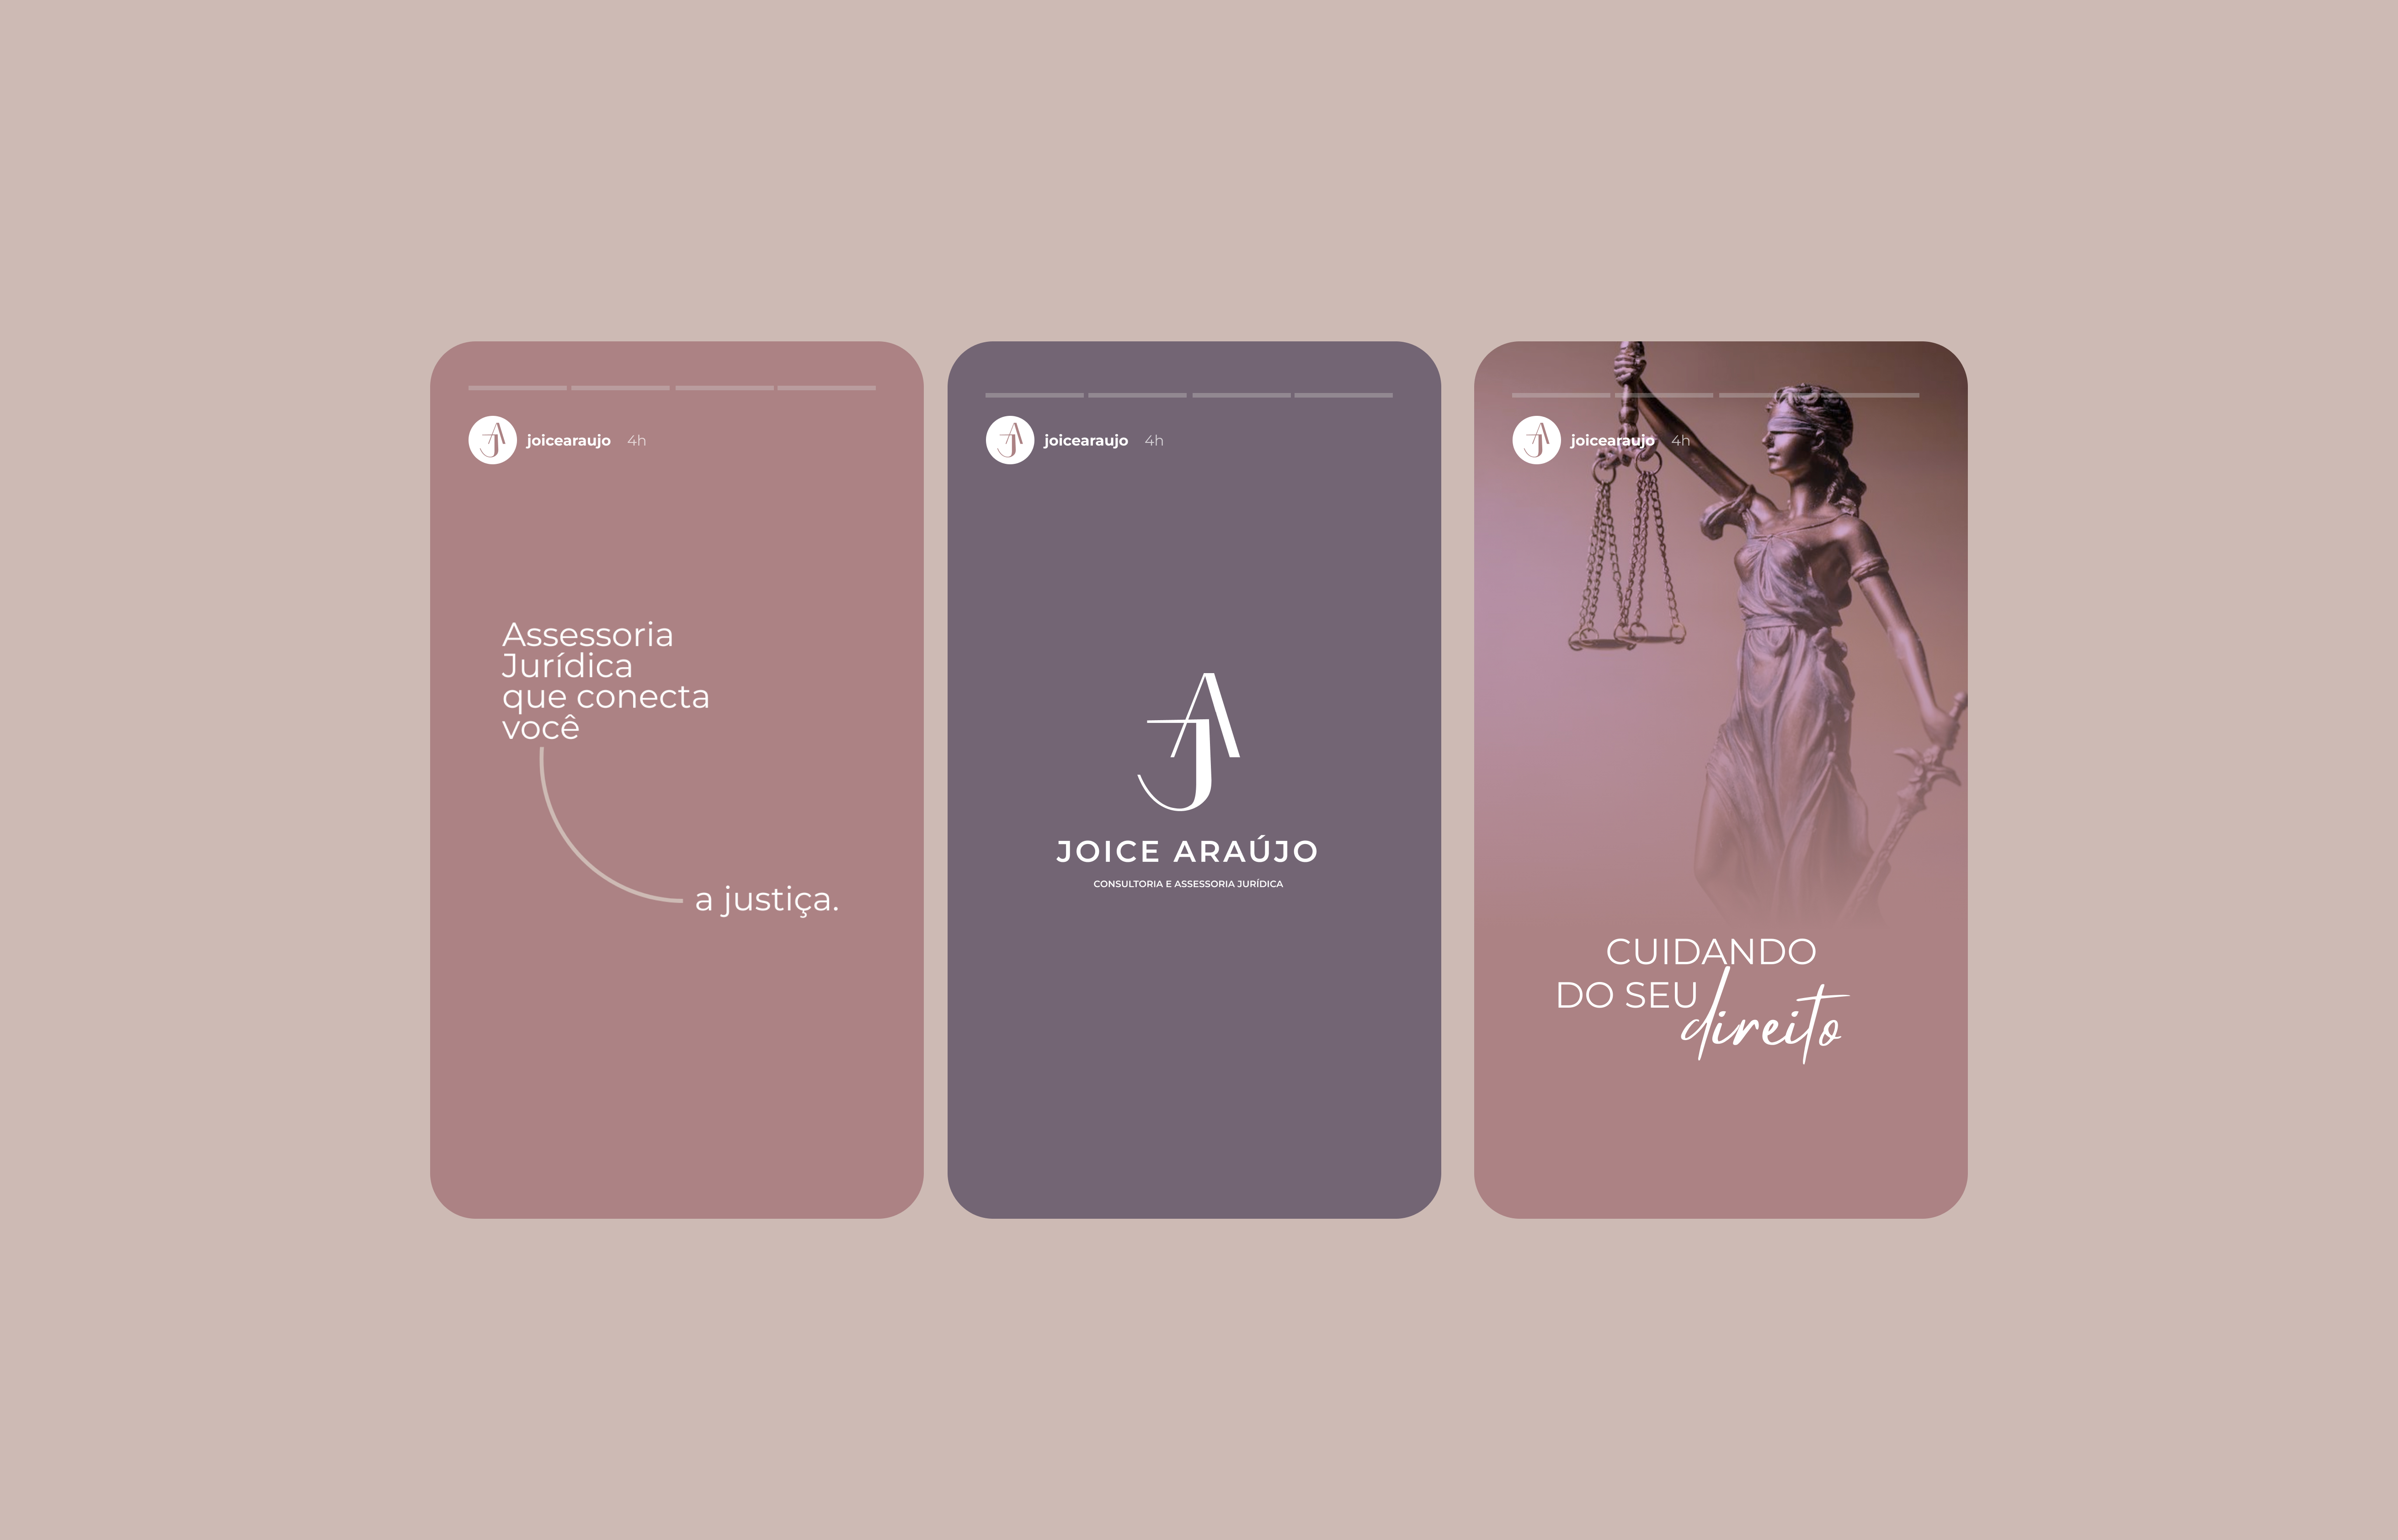 joicearaujo 4h
Assessoria
Jurídica
que conecta
você
a justiça.
joicearaujo 4h
JOICE ARAÚJO
CONSULTORIA E ASSESSORIA JURÍDICA
joicearaujo 4h
CUIDANDO
DO SEU
direito